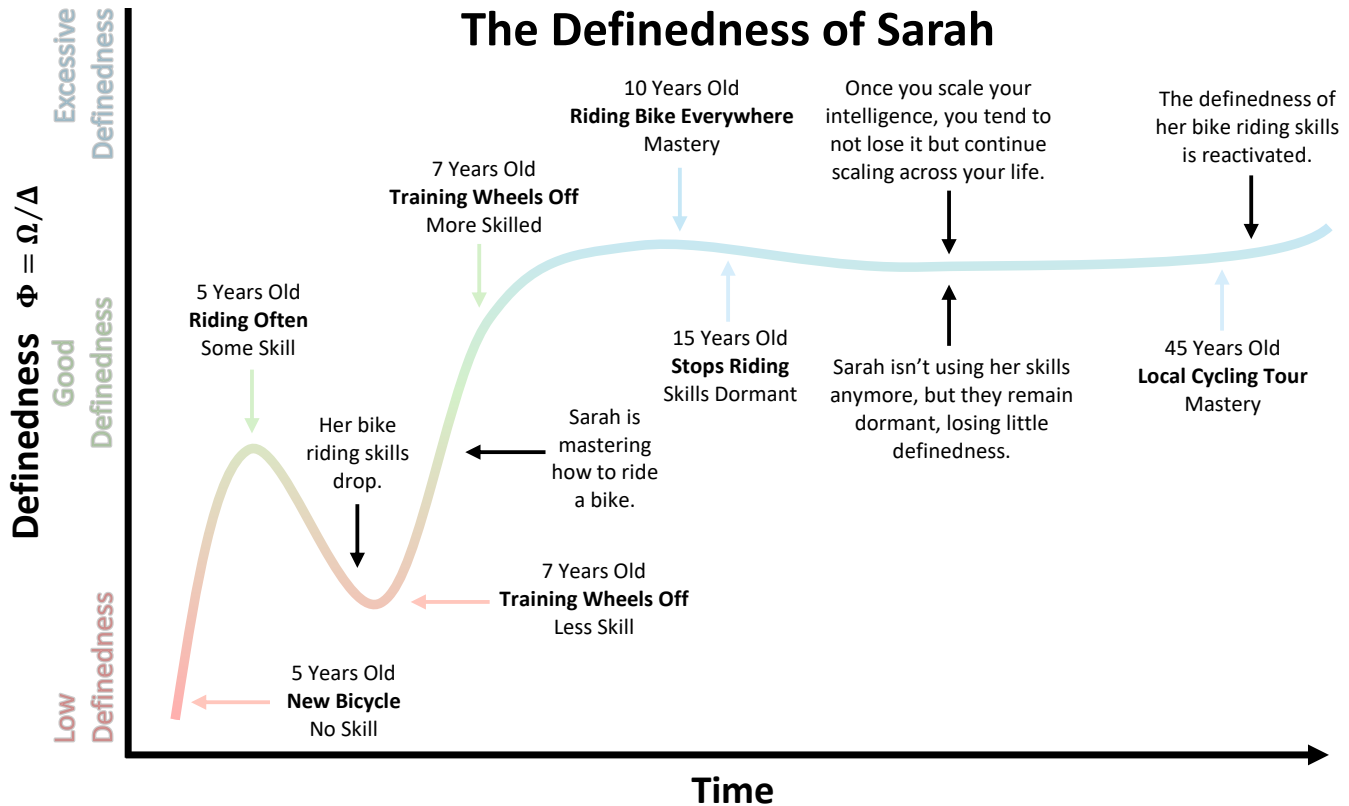 The Definedness of Sarah
Excessive
Definedness
Good
Definedness
Low
Definedness
Definedness Φ = Ω/Δ
5 Years Old
New Bicycle
No Skill
5 Years Old
Riding Often
Some Skill
Her bike
riding skills
drop.
7 Years Old
Training Wheels Off
Less Skill
Sarah is
mastering
how to ride
a bike.
7 Years Old
Training Wheels Off
More Skilled
10 Years Old
Riding Bike Everywhere
Mastery
15 Years Old
Stops Riding
Skills Dormant
Once you scale your
intelligence, you tend to
not lose it but continue
scaling across your life.
Sarah isn’t using her skills
anymore, but they remain
dormant, losing little
definedness.
The definedness of
her bike riding skills
is reactivated.
45 Years Old
Local Cycling Tour
Mastery
Time